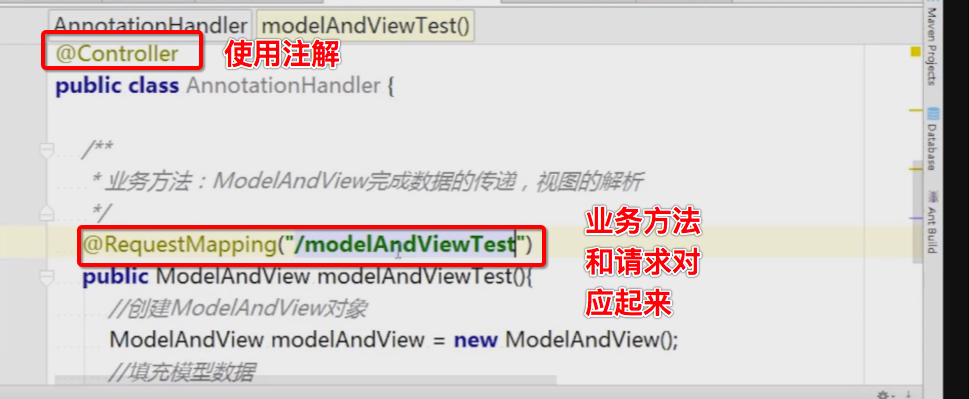 AnnotationHandler modelAndViewTest()
@Controller 使用注解
public class AnnotationHandler {
/**
* 业务方法：ModelAndView完成数据的传递，视图的解析
*/
@RequestMapping("/modelAndViewTest")
public ModelAndView modelAndViewTest(){
//创建ModelAndView对象
ModelAndView modelAndView = new ModelAndView();
//填充模型数据
业务方法
和请求对
应起来
Maven Projects
Database
Ant Build